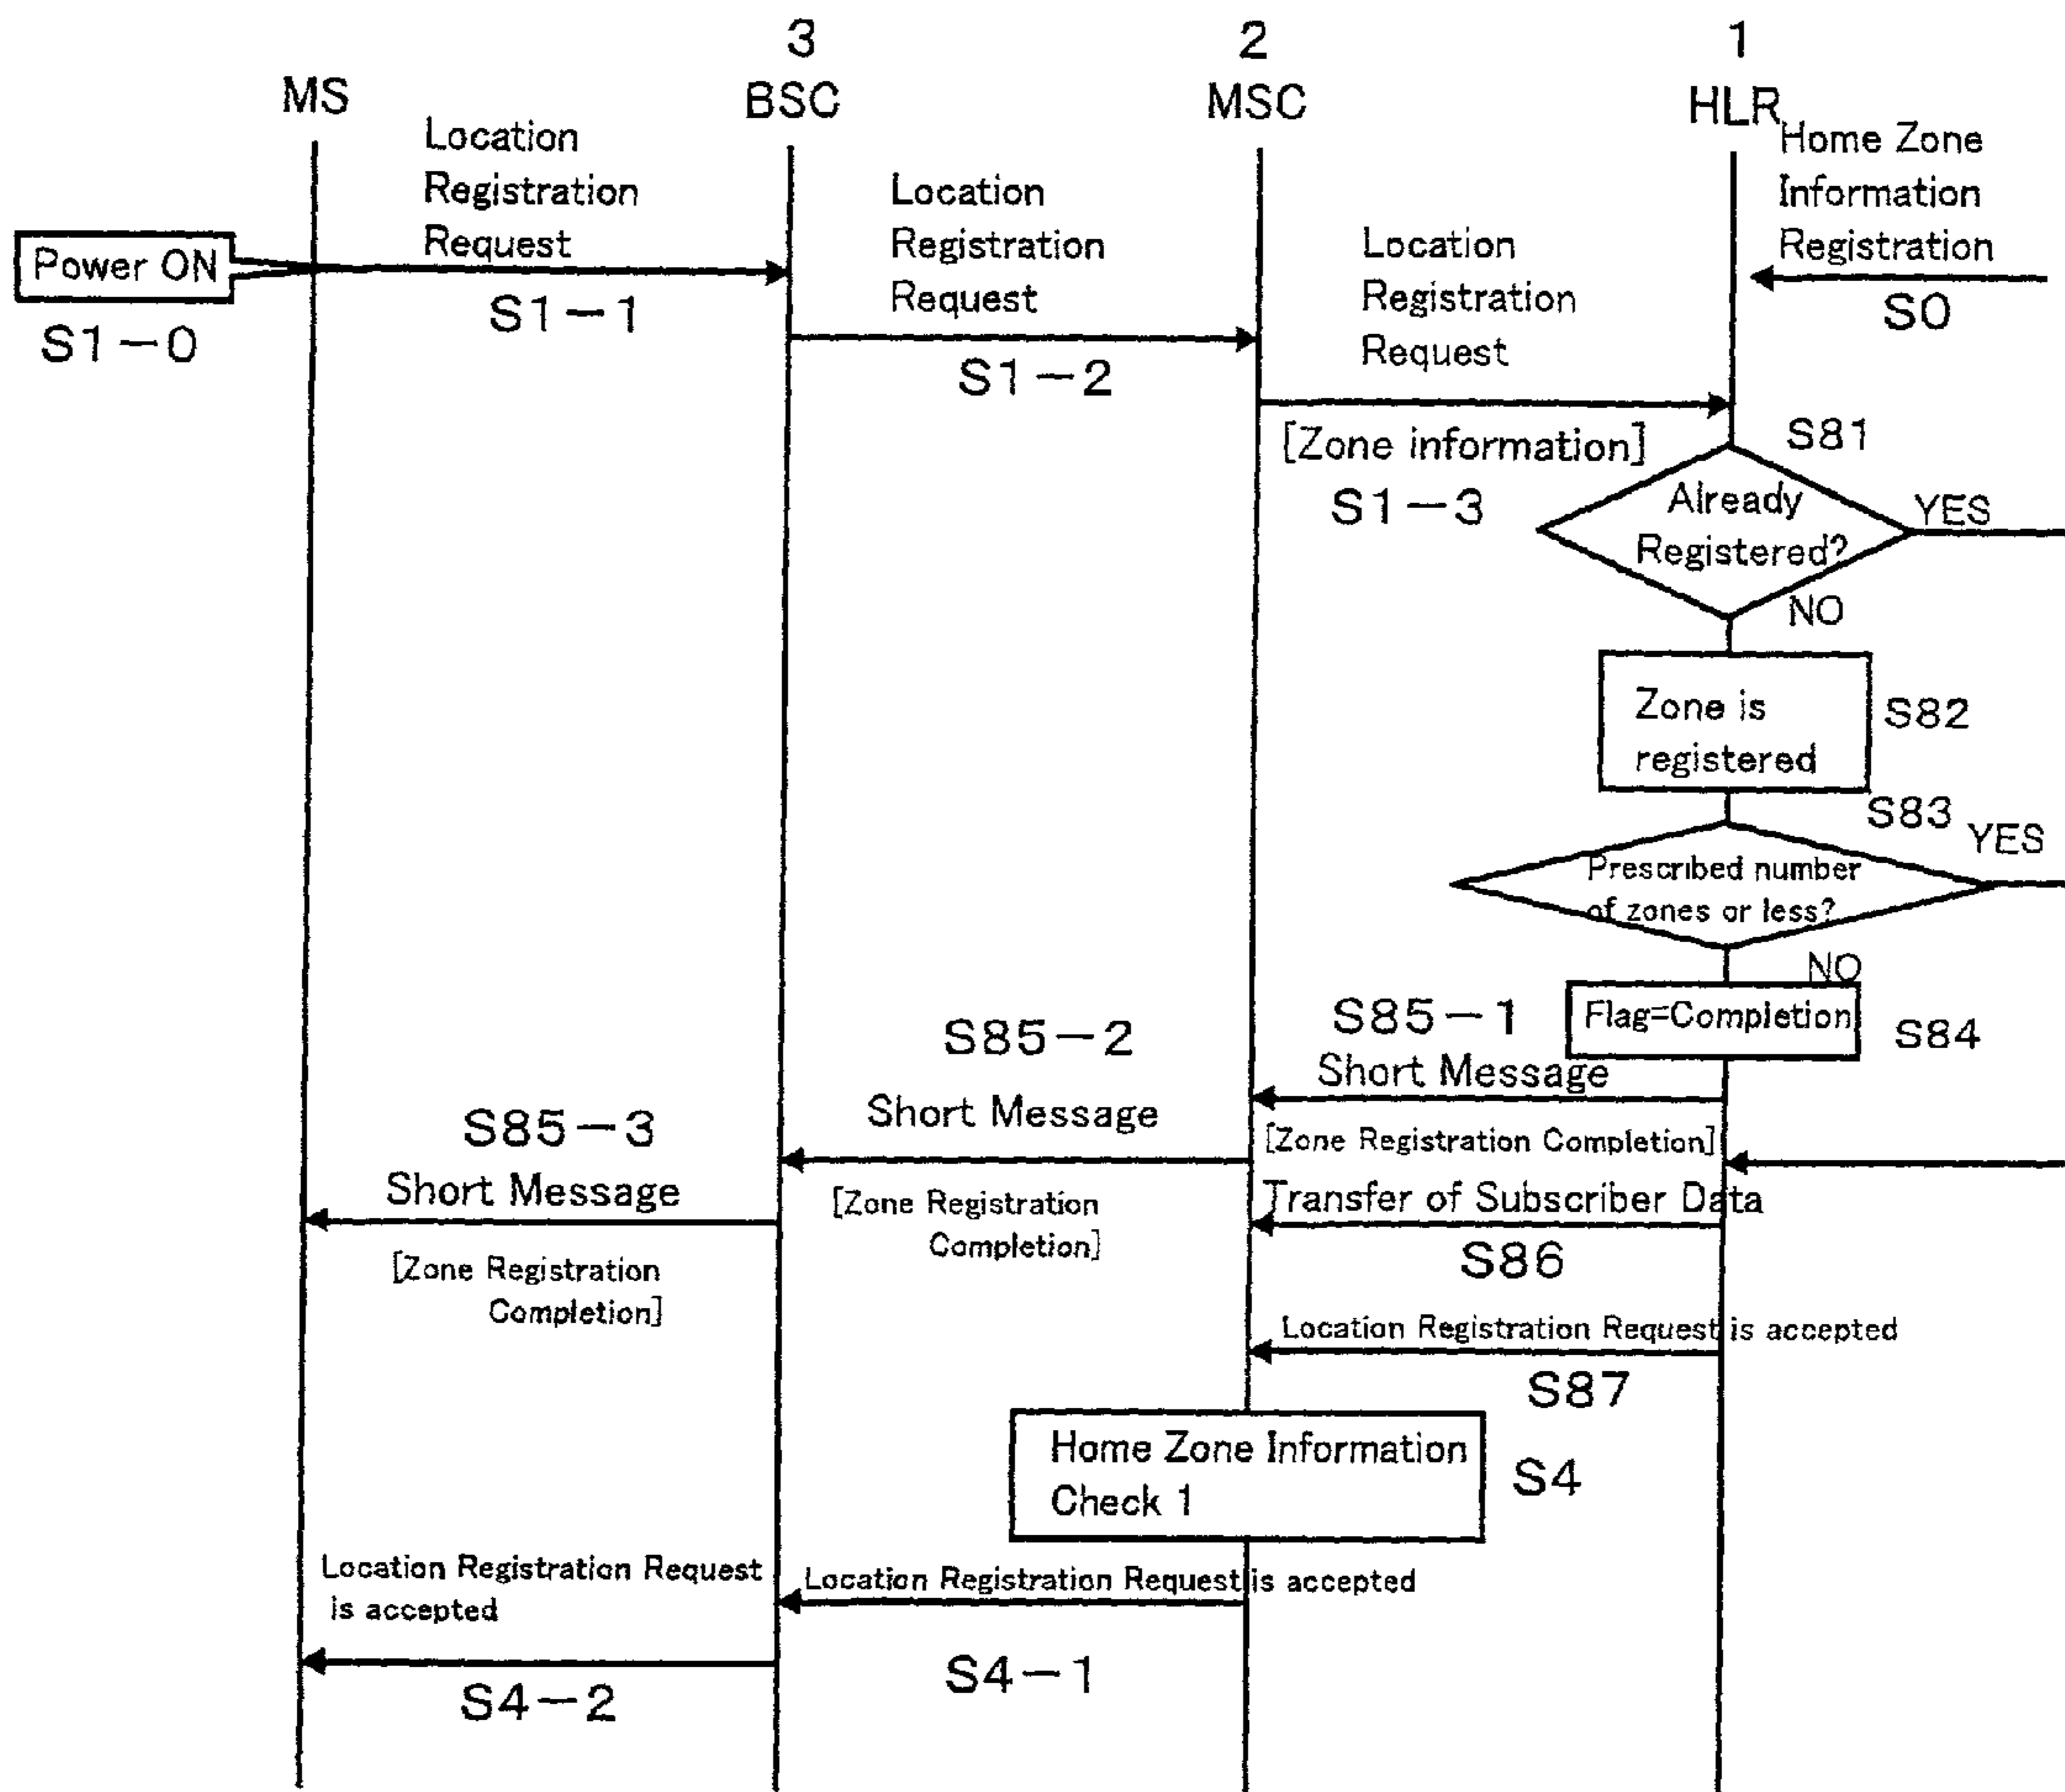 3
2
1
MS
BSC
MSC
HLR
Location
Registration
Request
Location
Registration
Request
Location
Registration
Request
Home Zone
Information
Registration
Power ON
S1-0
S1-1
S1-2
[Zone information]
S1-3
S0
S81
Already
Registered?
YES
NO
Zone is
registered
S82
S83
YES
Prescribed number
of zones or less?
NO
Flag=Completion
S84
S85-1
Short Message
[Zone Registration Completion]
S85-2
Short Message
[Zone Registration
Completion]
S85-3
Short Message
[Zone Registration
Completion]
Transfer of Subscriber Data
S86
Location Registration Request is accepted
S87
Home Zone Information
Check 1
S4
Location Registration Request is accepted
S4-1
Location Registration Request
is accepted
S4-2